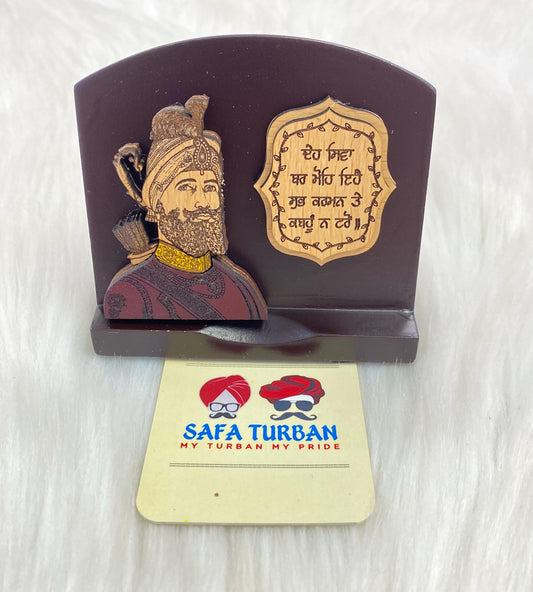 ਦੇਹ ਸਿਵਾ
ਬਰ ਮੋਹਿ ਇਹੈ
ਸੁਭ ਕਰਮਨ ਤੇ
ਕਬਹੂੰ ਨ ਟਰੋਂ॥
SAFA TURBAN
MY TURBAN MY PRIDE